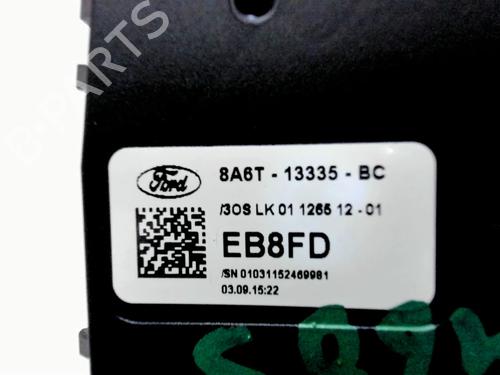 B-PARTS
Ford
8A6T - 13335 - BC
/3OS LK 01 1265 12 - 01
EB8FD
/SN 01031152469981
03.09.15:22